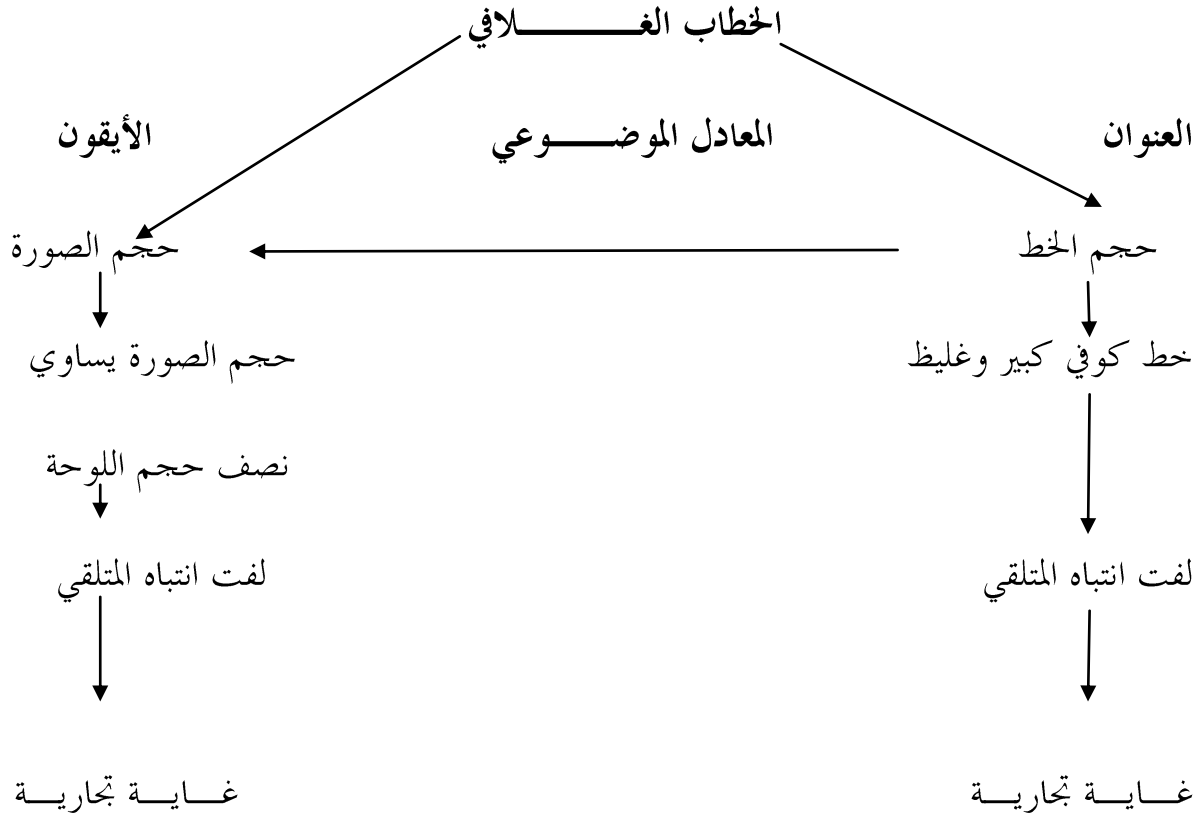 الخطاب الغـــــــــلافي
العنوان المعادل الموضـــــوعي الأيقون
حجم الخط حجم الصورة
خط كوفي كبير وغليظ حجم الصورة يساوي
نصف حجم اللوحة
لفت انتباه المتلقي لفت انتباه المتلقي
غـــايـــة تجاريـــة غـــايـــة تجاريـــة